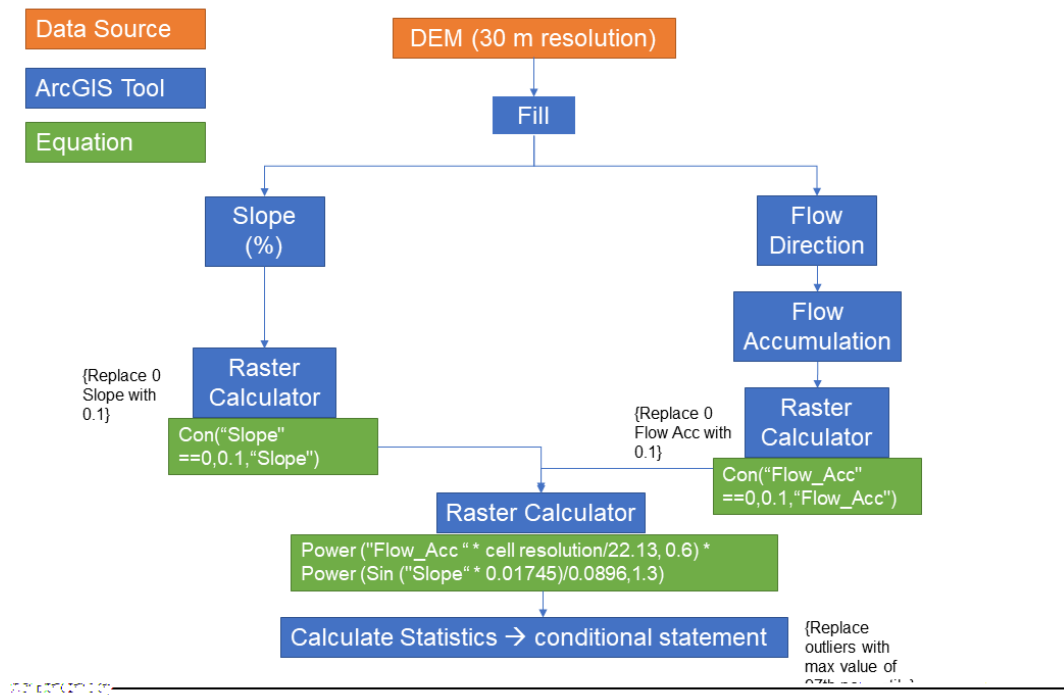 Data Source
DEM (30 m resolution)
ArcGIS Tool
Fill
Equation
Slope
(%)
Flow
Direction
Flow
Accumulation
{Replace 0
Slope with
0.1}
Raster
Calculator
Con(“Slope"
==0,0.1,“Slope")
{Replace 0
Flow Acc with
0.1}
Raster
Calculator
Con(“Flow_Acc"
==0,0.1,“Flow_Acc")
Raster Calculator
Power ("Flow_Acc “ * cell resolution/22.13, 0.6) *
Power (Sin ("Slope“ * 0.01745)/0.0896,1.3)
Calculate Statistics → conditional statement
{Replace
outliers with
max value of